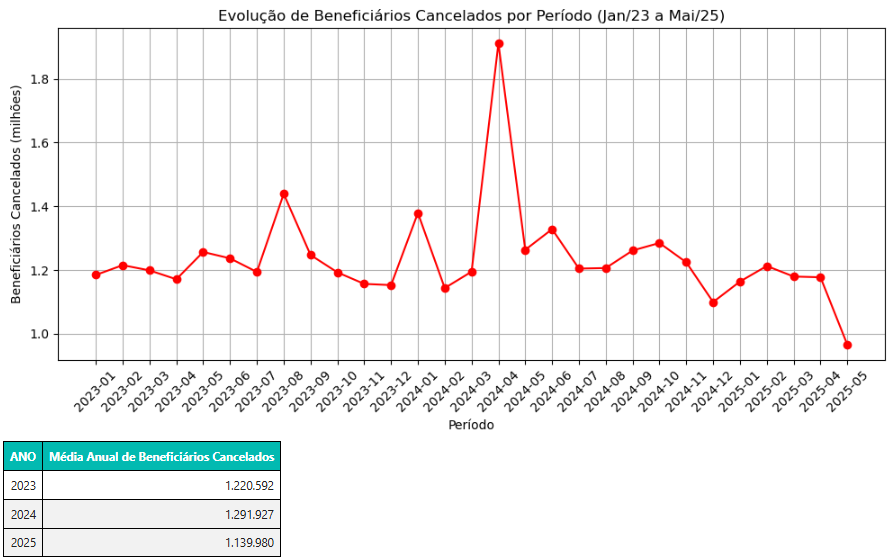 Evolução de Beneficiários Cancelados por Período (Jan/23 a Mai/25)
Beneficiários Cancelados (milhões)
1.8
1.6
1.4
1.2
1.0
2023-01 2023-02 2023-03 2023-04 2023-05 2023-06 2023-07 2023-08 2023-09 2023-10 2023-11 2023-12 2024-01 2024-02 2024-03 2024-04 2024-05 2024-06 2024-07 2024-08 2024-09 2024-10 2024-11 2024-12 2025-01 2025-02 2025-03 2025-04 2025-05
Período
ANO Média Anual de Beneficiários Cancelados
2023 1.220.592
2024 1.291.927
2025 1.139.980